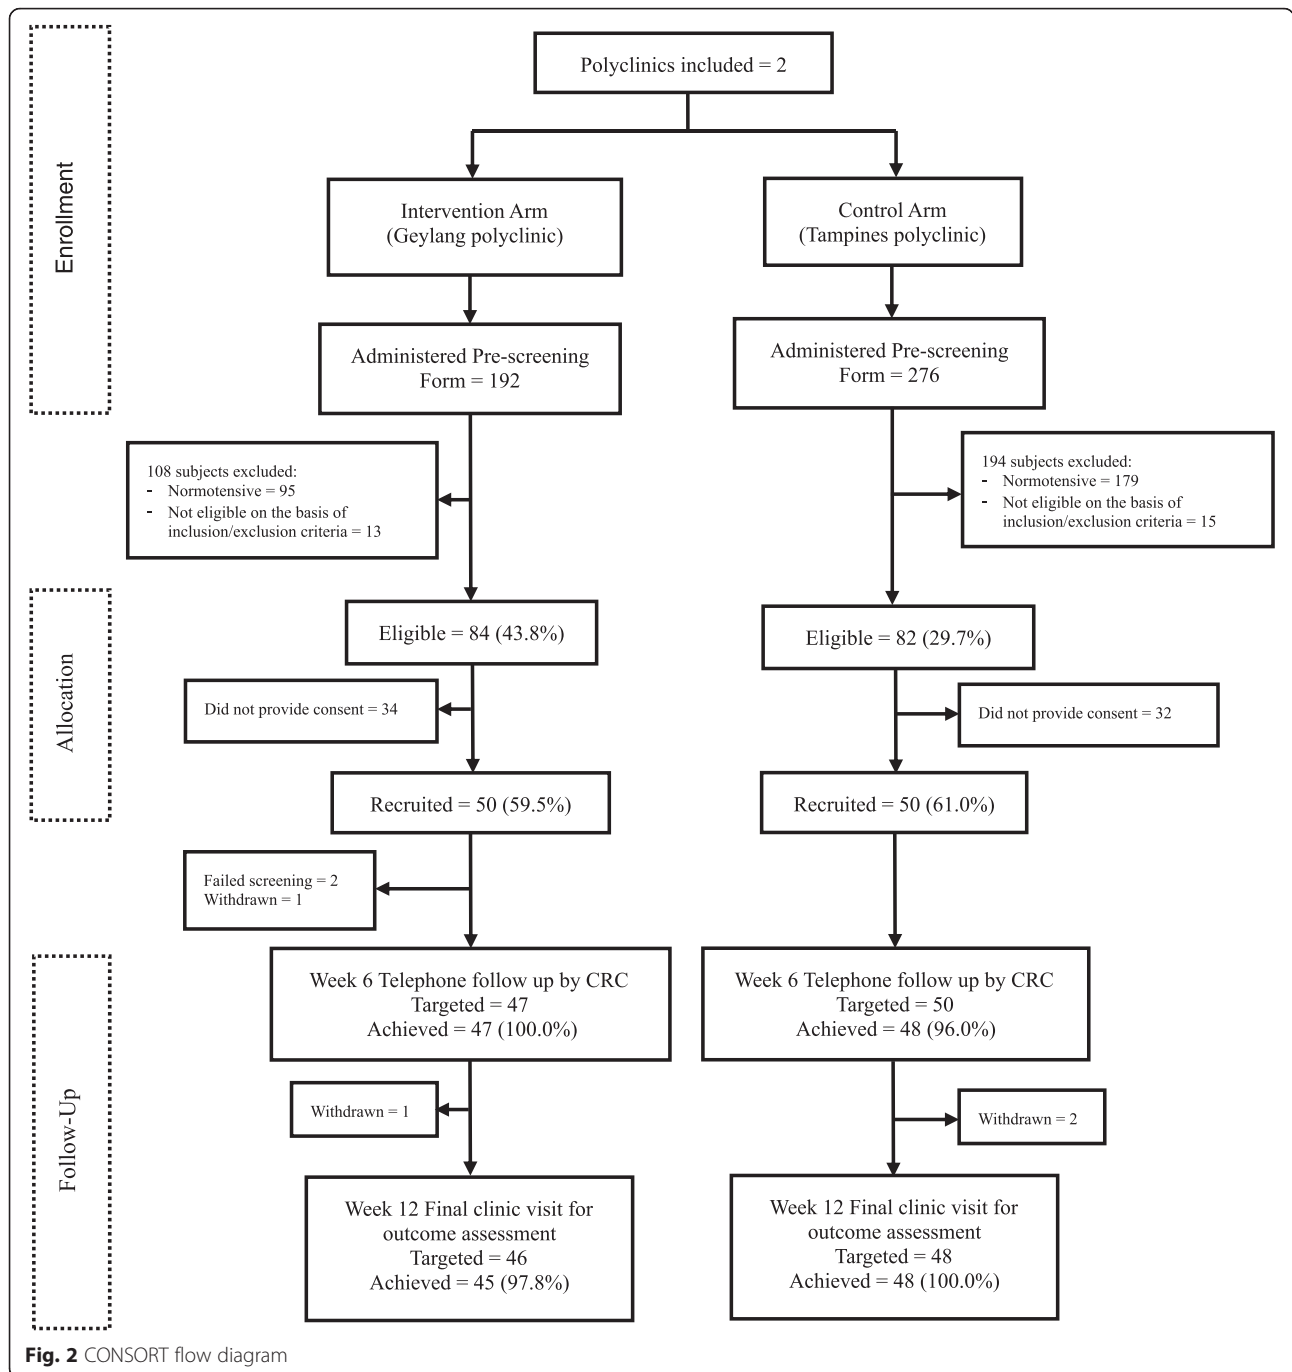 Enrollment
Polyclinics included = 2
Intervention Arm
(Geylang polyclinic)
Control Arm
(Tampines polyclinic)
Administered Pre-screening
Form = 192
Administered Pre-screening
Form = 276
108 subjects excluded:
- Normotensive = 95
- Not eligible on the basis of
inclusion/exclusion criteria = 13
194 subjects excluded:
- Normotensive = 179
- Not eligible on the basis of
inclusion/exclusion criteria = 15
Allocation
Eligible = 84 (43.8%)
Eligible = 82 (29.7%)
Did not provide consent = 34
Did not provide consent = 32
Recruited = 50 (59.5%)
Recruited = 50 (61.0%)
Failed screening = 2
Withdrawn = 1
Follow-Up
Week 6 Telephone follow up by CRC
Targeted = 47
Achieved = 47 (100.0%)
Week 6 Telephone follow up by CRC
Targeted = 50
Achieved = 48 (96.0%)
Withdrawn = 1
Withdrawn = 2
Week 12 Final clinic visit for
outcome assessment
Targeted = 46
Achieved = 45 (97.8%)
Week 12 Final clinic visit for
outcome assessment
Targeted = 48
Achieved = 48 (100.0%)
Fig. 2 CONSORT flow diagram